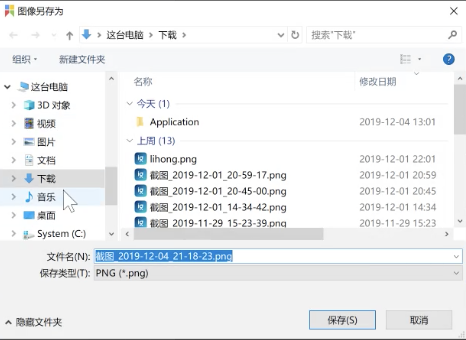 图像另存为
这台电脑 > 下载 >
搜索"下载"
组织
新建文件夹
这台电脑
3D 对象
视频
图片
文档
下载
音乐
桌面
System (C:)
名称
修改日期
今天 (1)
Application 2019-12-04 13:01
上周 (13)
lihong.png 2019-12-01 22:01
截图_2019-12-01_20-59-17.png 2019-12-01 20:59
截图_2019-12-01_20-45-00.png 2019-12-01 20:45
截图_2019-12-01_14-34-42.png 2019-12-01 14:34
截图_2019-11-29_15-23-39.png 2019-11-29 15:23
文件名(N): 截图_2019-12-04_21-18-23.png
保存类型(T): PNG (*.png)
隐藏文件夹
保存(S)
取消